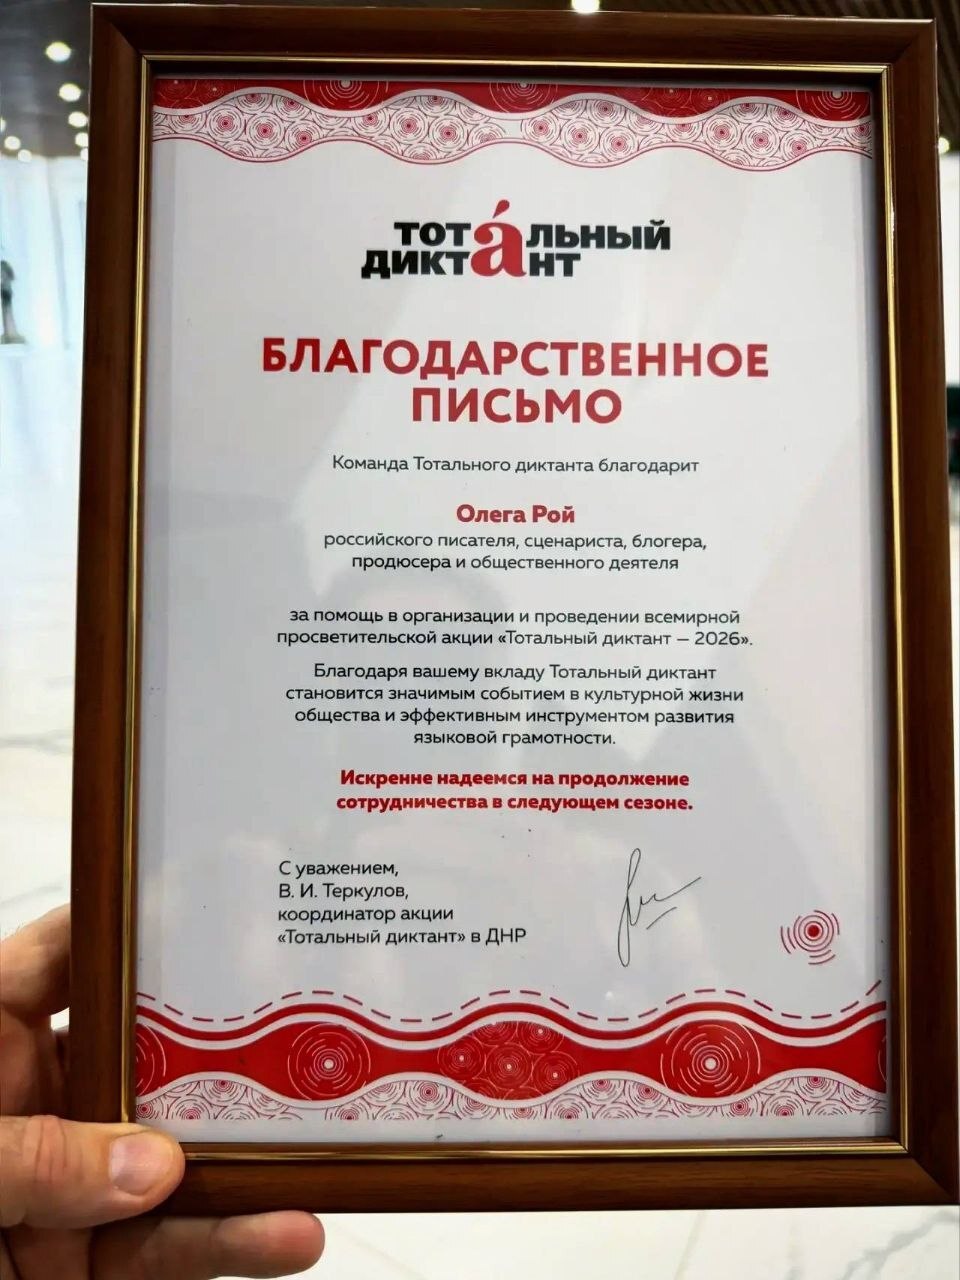 тота́льный
диктант
БЛАГОДАРСТВЕННОЕ
ПИСЬМО
Команда Тотального диктанта благодарит
Олега Рой
российского писателя, сценариста, блогера,
продюсера и общественного деятеля
за помощь в организации и проведении всемирной
просветительской акции «Тотальный диктант — 2026».
Благодаря вашему вкладу Тотальный диктант
становится значимым событием в культурной жизни
общества и эффективным инструментом развития
языковой грамотности.
Искренне надеемся на продолжение
сотрудничества в следующем сезоне.
С уважением,
В. И. Теркулов,
координатор акции
«Тотальный диктант» в ДНР